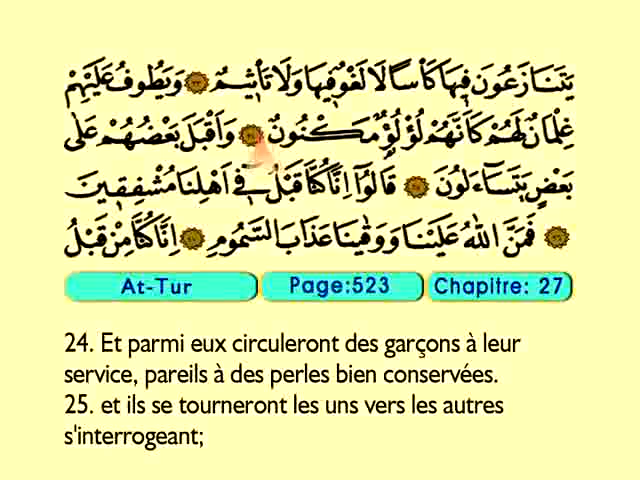 يَتَنَازَعُونَ فِيهَا كَأْسًا لَا لَغْوٌ فِيهَا وَلَا تَأْثِيمٌ ۝ وَيَطُوفُ عَلَيْهِمْ
غِلْمَانٌ لَهُمْ كَأَنَّهُمْ لُؤْلُؤٌ مَكْنُونٌ ۝ وَأَقْبَلَ بَعْضُهُمْ عَلَى
بَعْضٍ يَتَسَاءَلُونَ ۝ قَالُوا إِنَّا كُنَّا قَبْلُ فِي أَهْلِنَا مُشْفِقِينَ
۝ فَمَنَّ اللَّهُ عَلَيْنَا وَوَقَيْنَا عَذَابَ السَّمُومِ ۝ إِنَّا كُنَّا مِنْ قَبْلُ
At-Tur Page:523 Chapitre: 27
24. Et parmi eux circuleront des garçons à leur
service, pareils à des perles bien conservées.
25. et ils se tourneront les uns vers les autres
s'interrogeant;